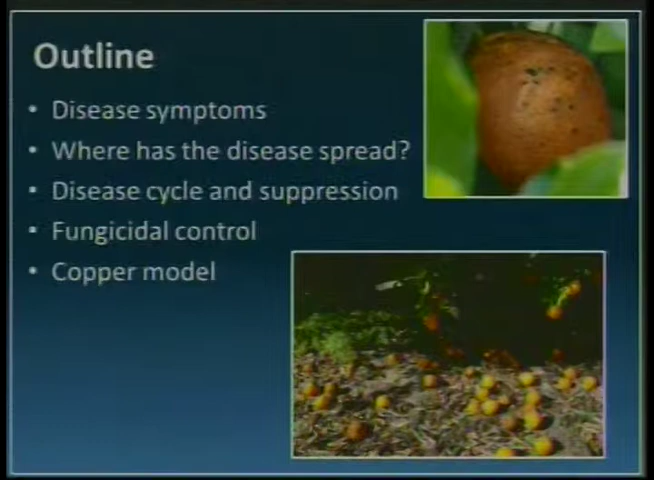 Outline
• Disease symptoms
• Where has the disease spread?
• Disease cycle and suppression
• Fungicidal control
• Copper model